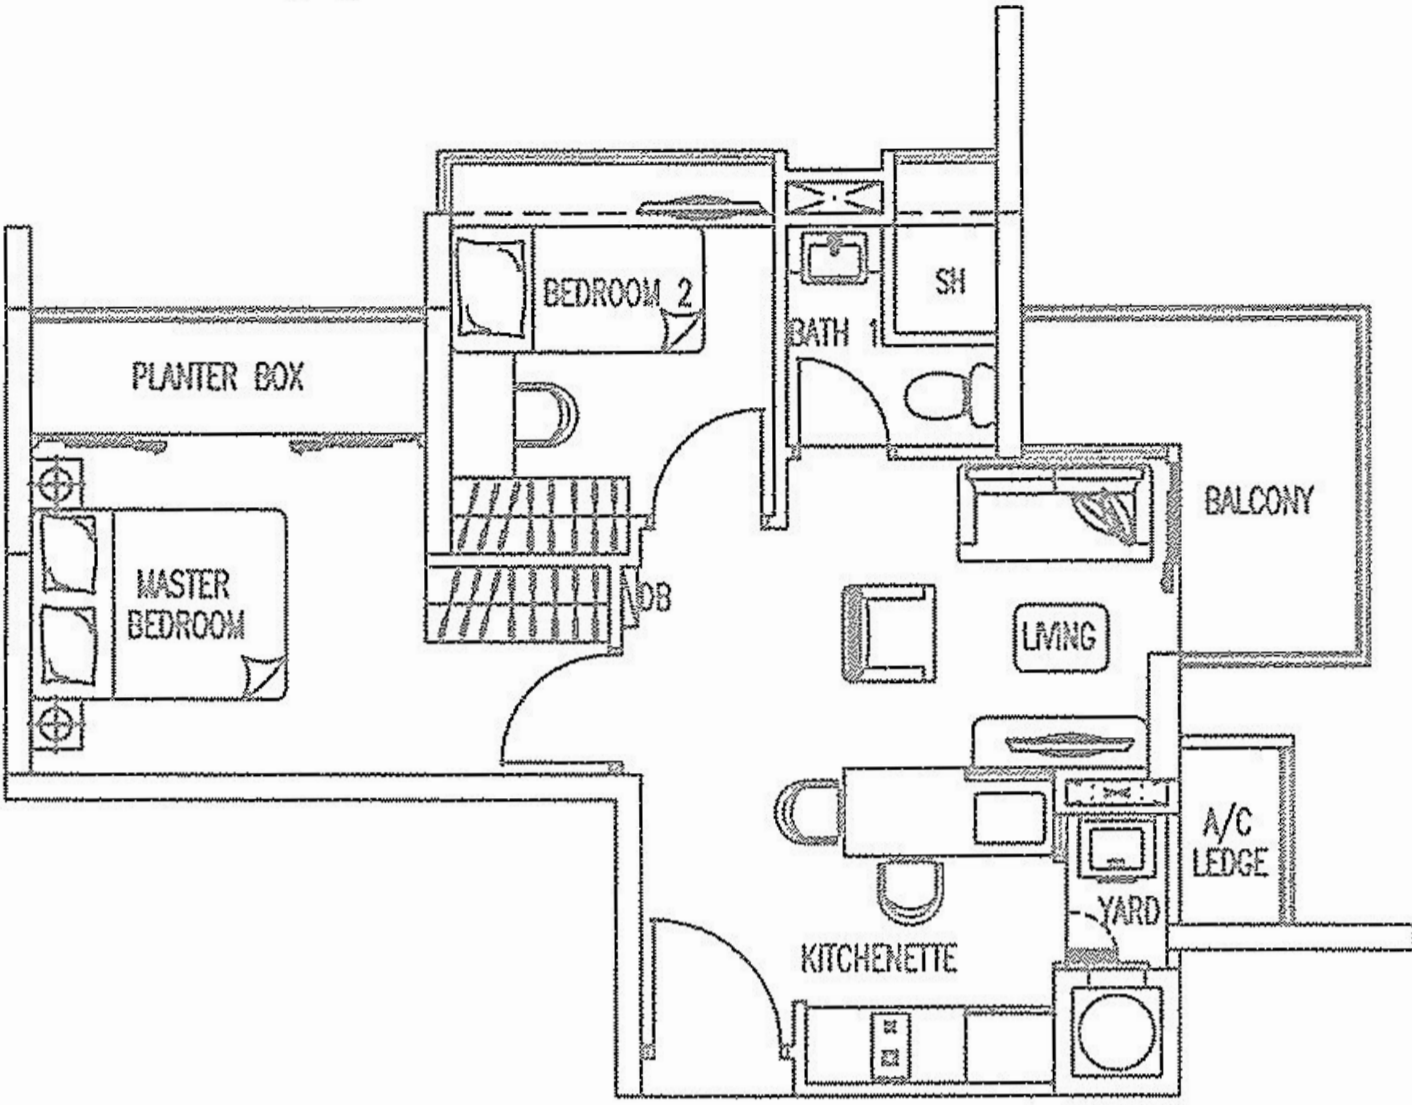 BEDROOM 2
SH
BATH 1
PLANTER BOX
BALCONY
MASTER
BEDROOM
DB
LIVING
A/C
LEDGE
YARD
KITCHENETTE